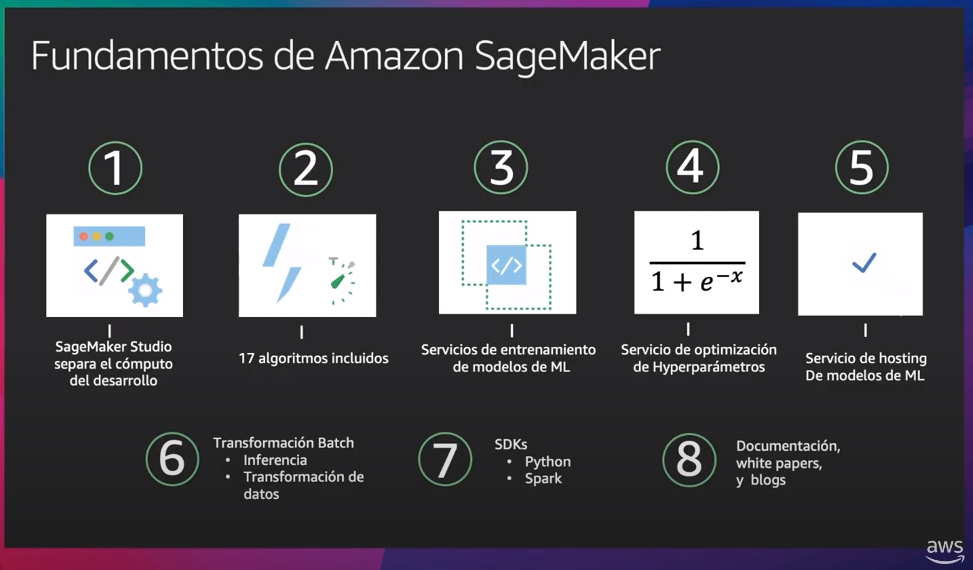 Fundamentos de Amazon SageMaker
1
2
3
4
5
</>
</>
1
1 + e^{-x}
SageMaker Studio
separa el cómputo
del desarrollo
17 algoritmos incluidos
Servicios de entrenamiento
de modelos de ML
Servicio de optimización
de Hyperparámetros
Servicio de hosting
De modelos de ML
6
Transformación Batch
• Inferencia
• Transformación de
datos
7
SDKs
• Python
• Spark
8
Documentación,
white papers,
y blogs
aws